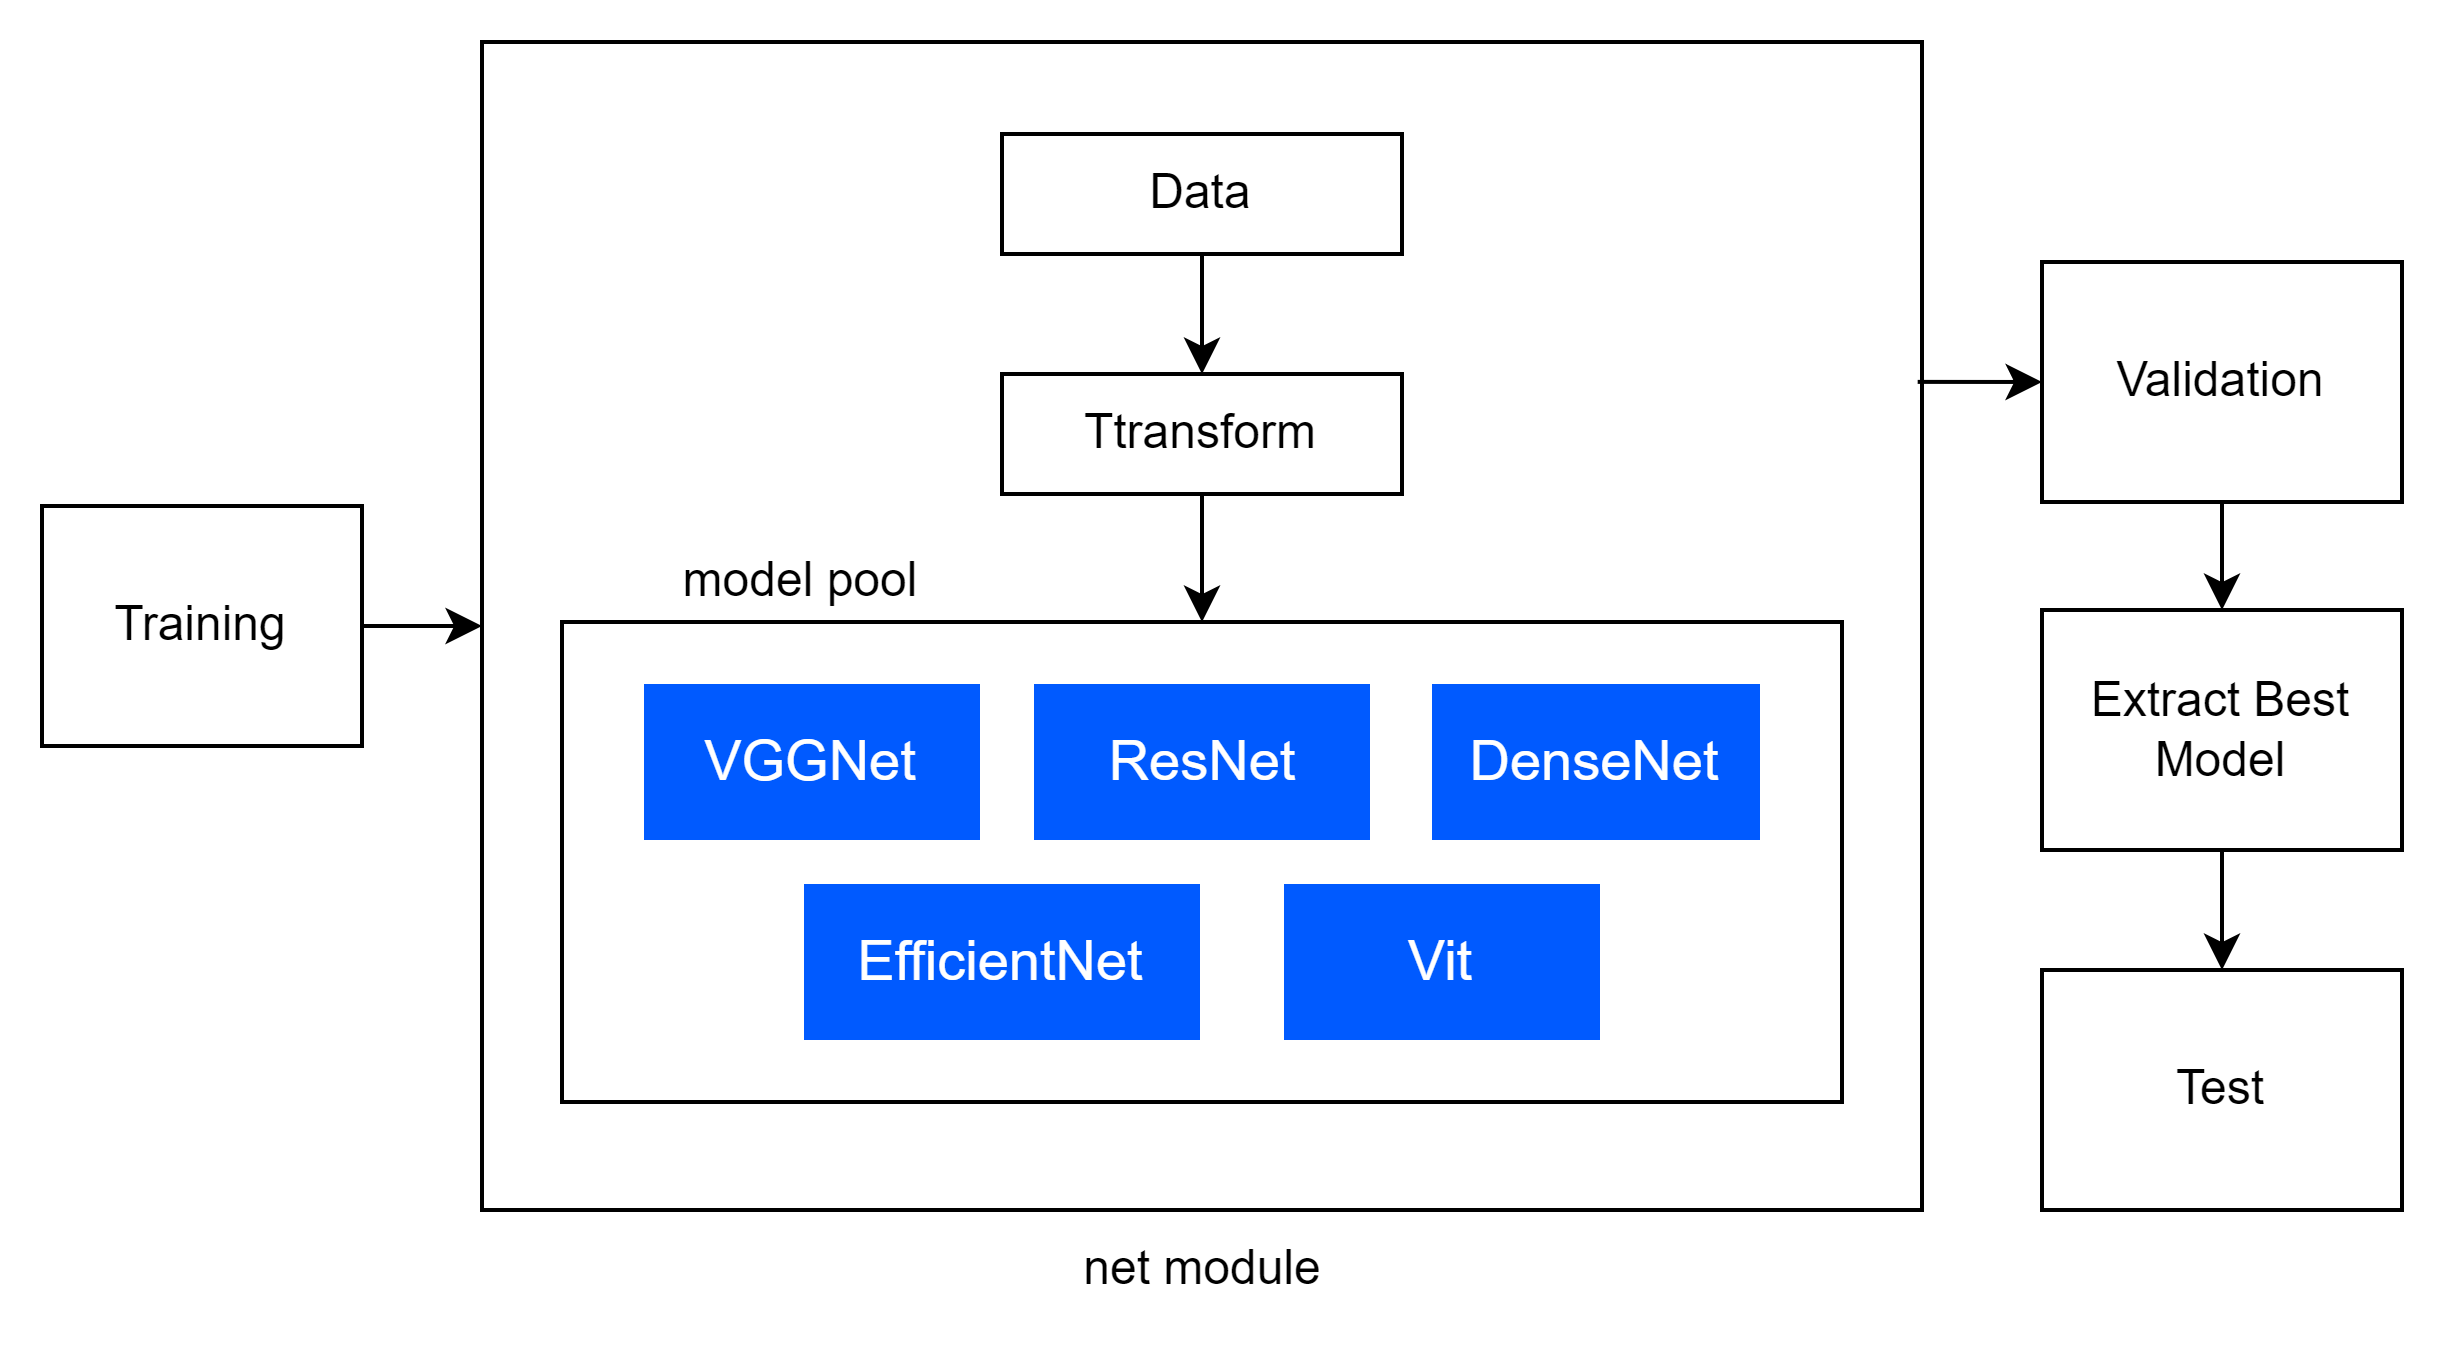 Training
Data
Ttransform
model pool
VGGNet
ResNet
DenseNet
EfficientNet
Vit
net module
Validation
Extract Best
Model
Test